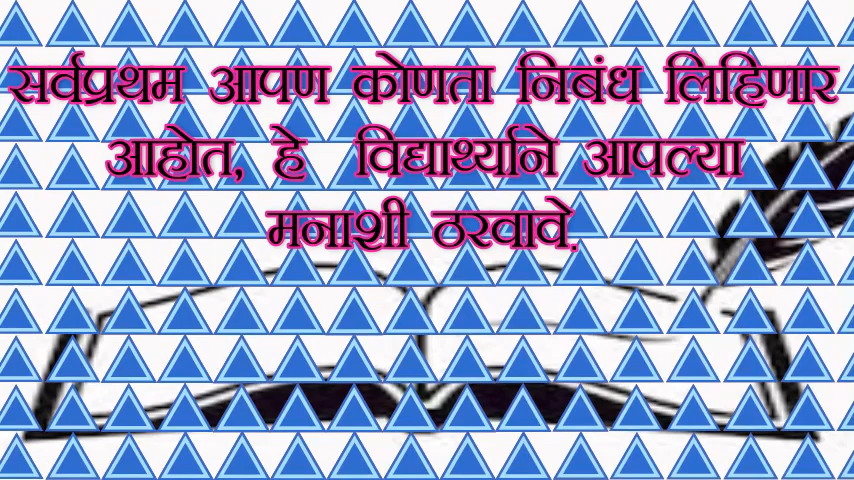 सर्वप्रथम आपण कोणता निबंध लिहिणार
आहोत, हे विद्यार्थ्याने आपल्या
मनाशी ठरवावे.